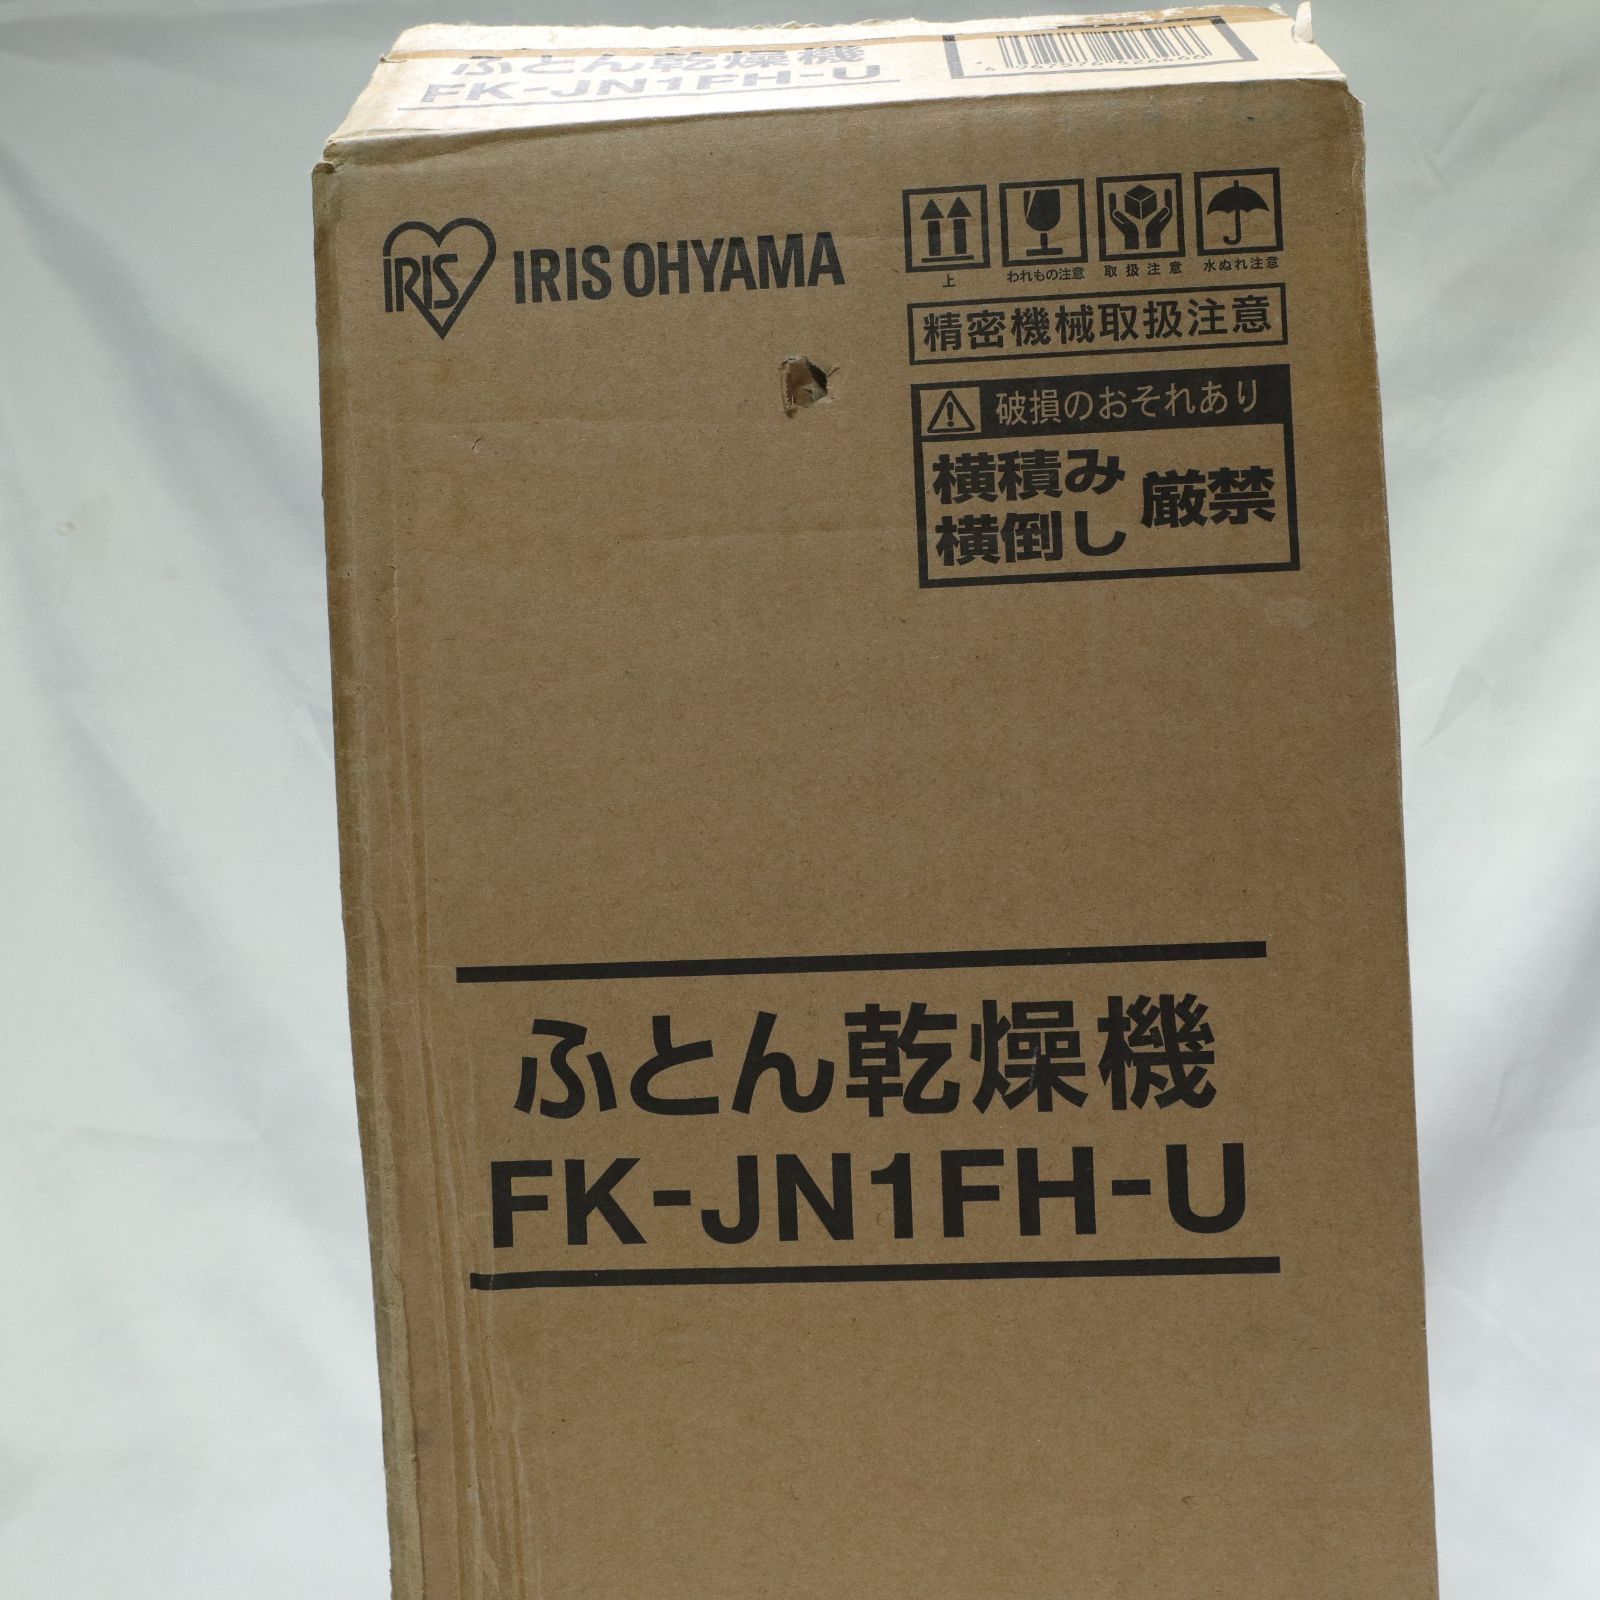 ふとん乾燥機
FK-JN1FH-U
IRIS
IRIS OHYAMA
上
われもの注意
取扱注意
水ぬれ注意
精密機械取扱注意
破損のおそれあり
横積み
横倒し
厳禁
ふとん乾燥機
FK-JN1FH-U